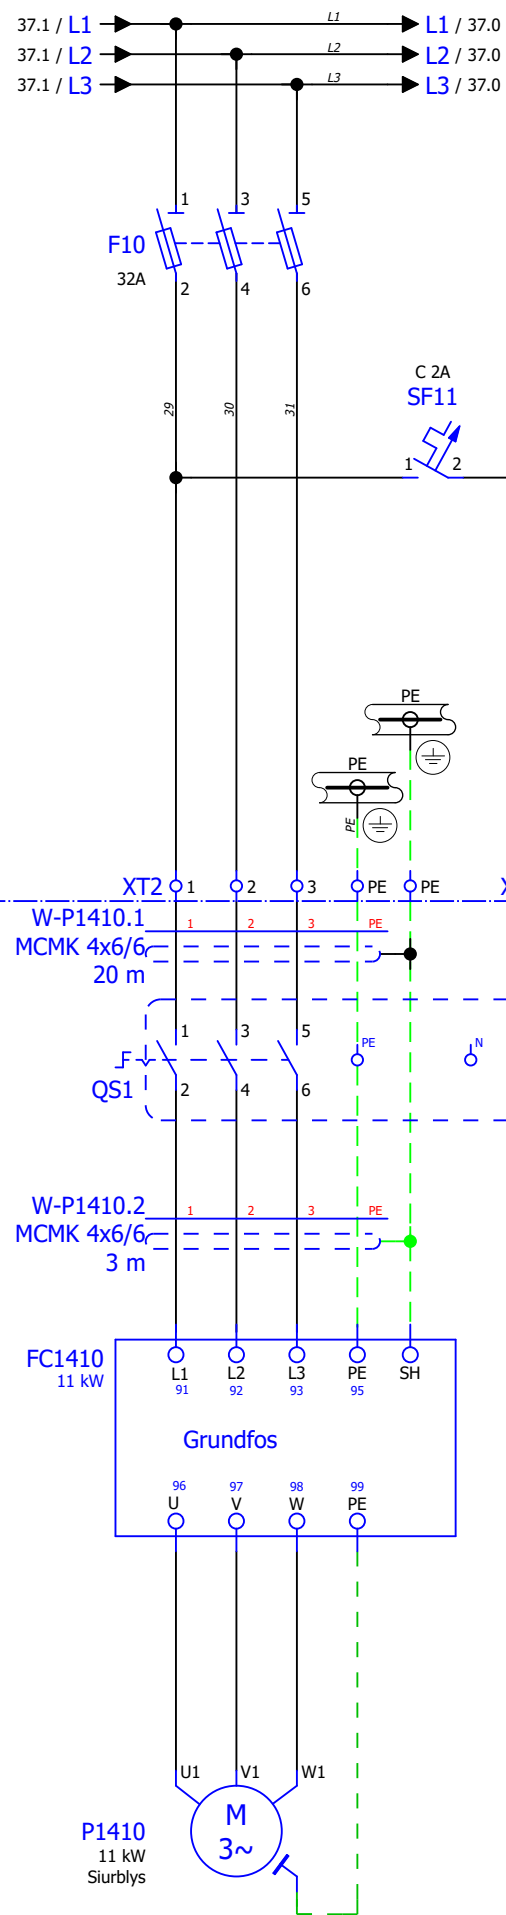 37.1 / L1 L1 L1 / 37.0
37.1 / L2 L2 L2 / 37.0
37.1 / L3 L3 L3 / 37.0
1 3 5
F10
32A
2 4 6
C 2A
SF11
29 30 31
1 2
PE
PE
PE
XT2 1 2 3 PE PE
W-P1410.1 1 2 3 PE
MCMK 4x6/6
20 m
1 3 5
PE N
QS1 2 4 6
W-P1410.2 1 2 3 PE
MCMK 4x6/6
3 m
FC1410
11 kW
L1 L2 L3 PE SH
91 92 93 95
Grundfos
96 97 98 99
U V W PE
U1 V1 W1
M
3~
P1410
11 kW
Siurblys